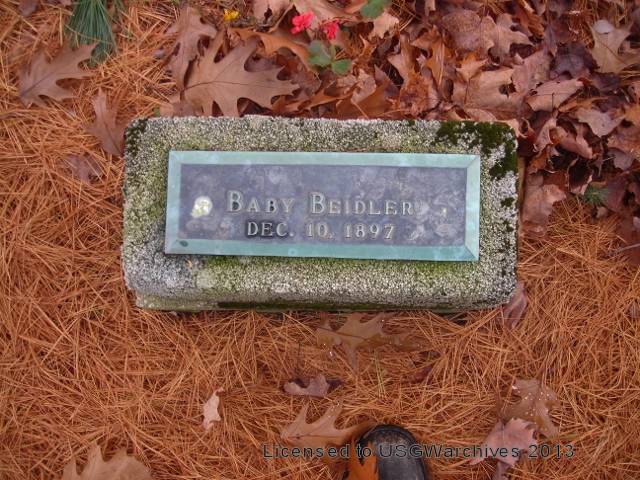 BABY BEIDLER
DEC. 10, 1897
Licensed to USGWarchives - 2013